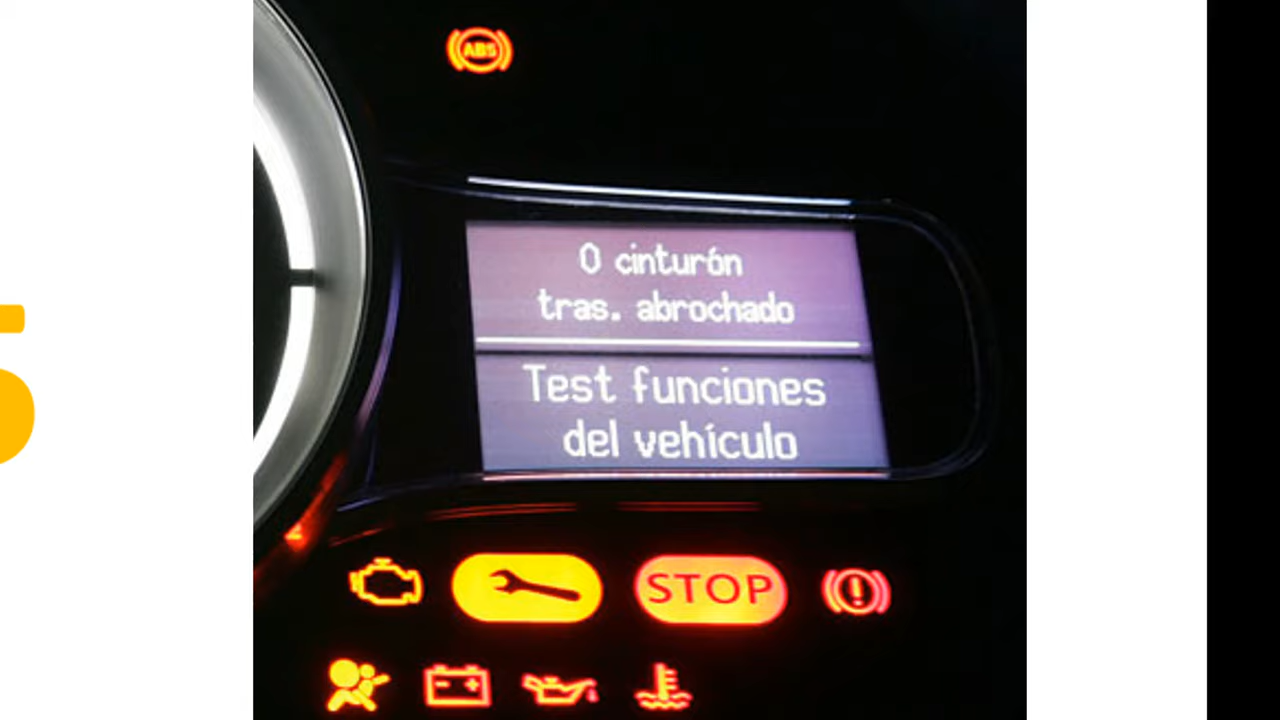 ABS
0 cinturón
tras. abrochado
Test funciones
del vehículo
STOP